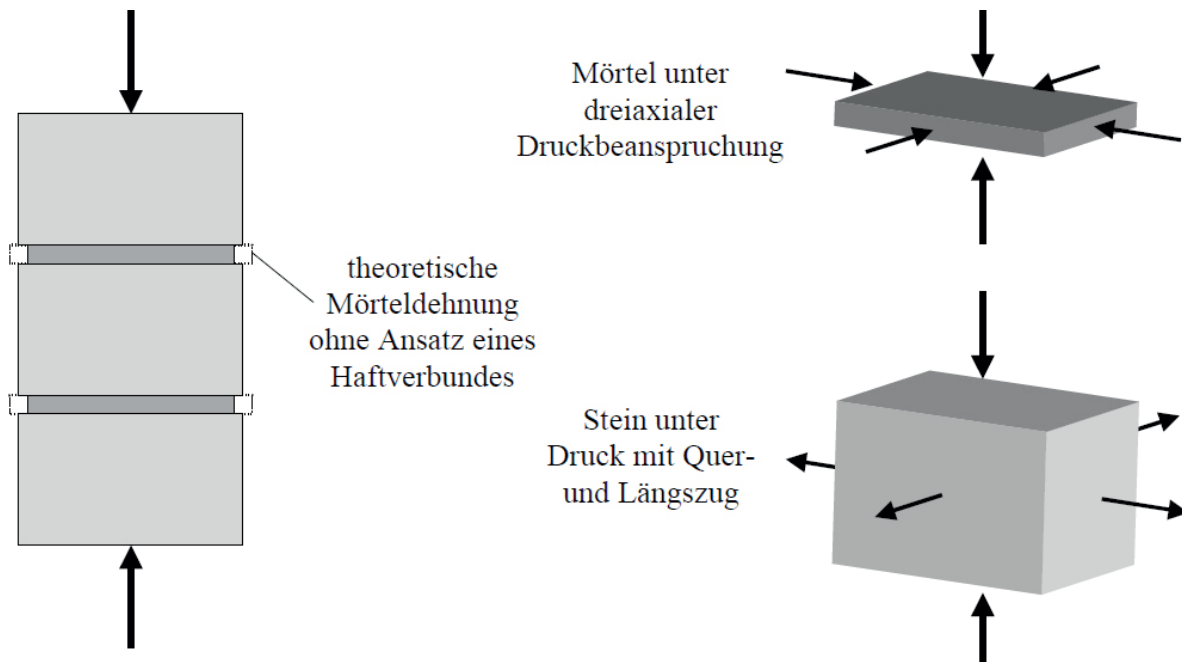 Mörtel unter
dreiaxialer
Druckbeanspruchung
theoretische
Mörteldehnung
ohne Ansatz eines
Haftverbundes
Stein unter
Druck mit Quer-
und Längszug